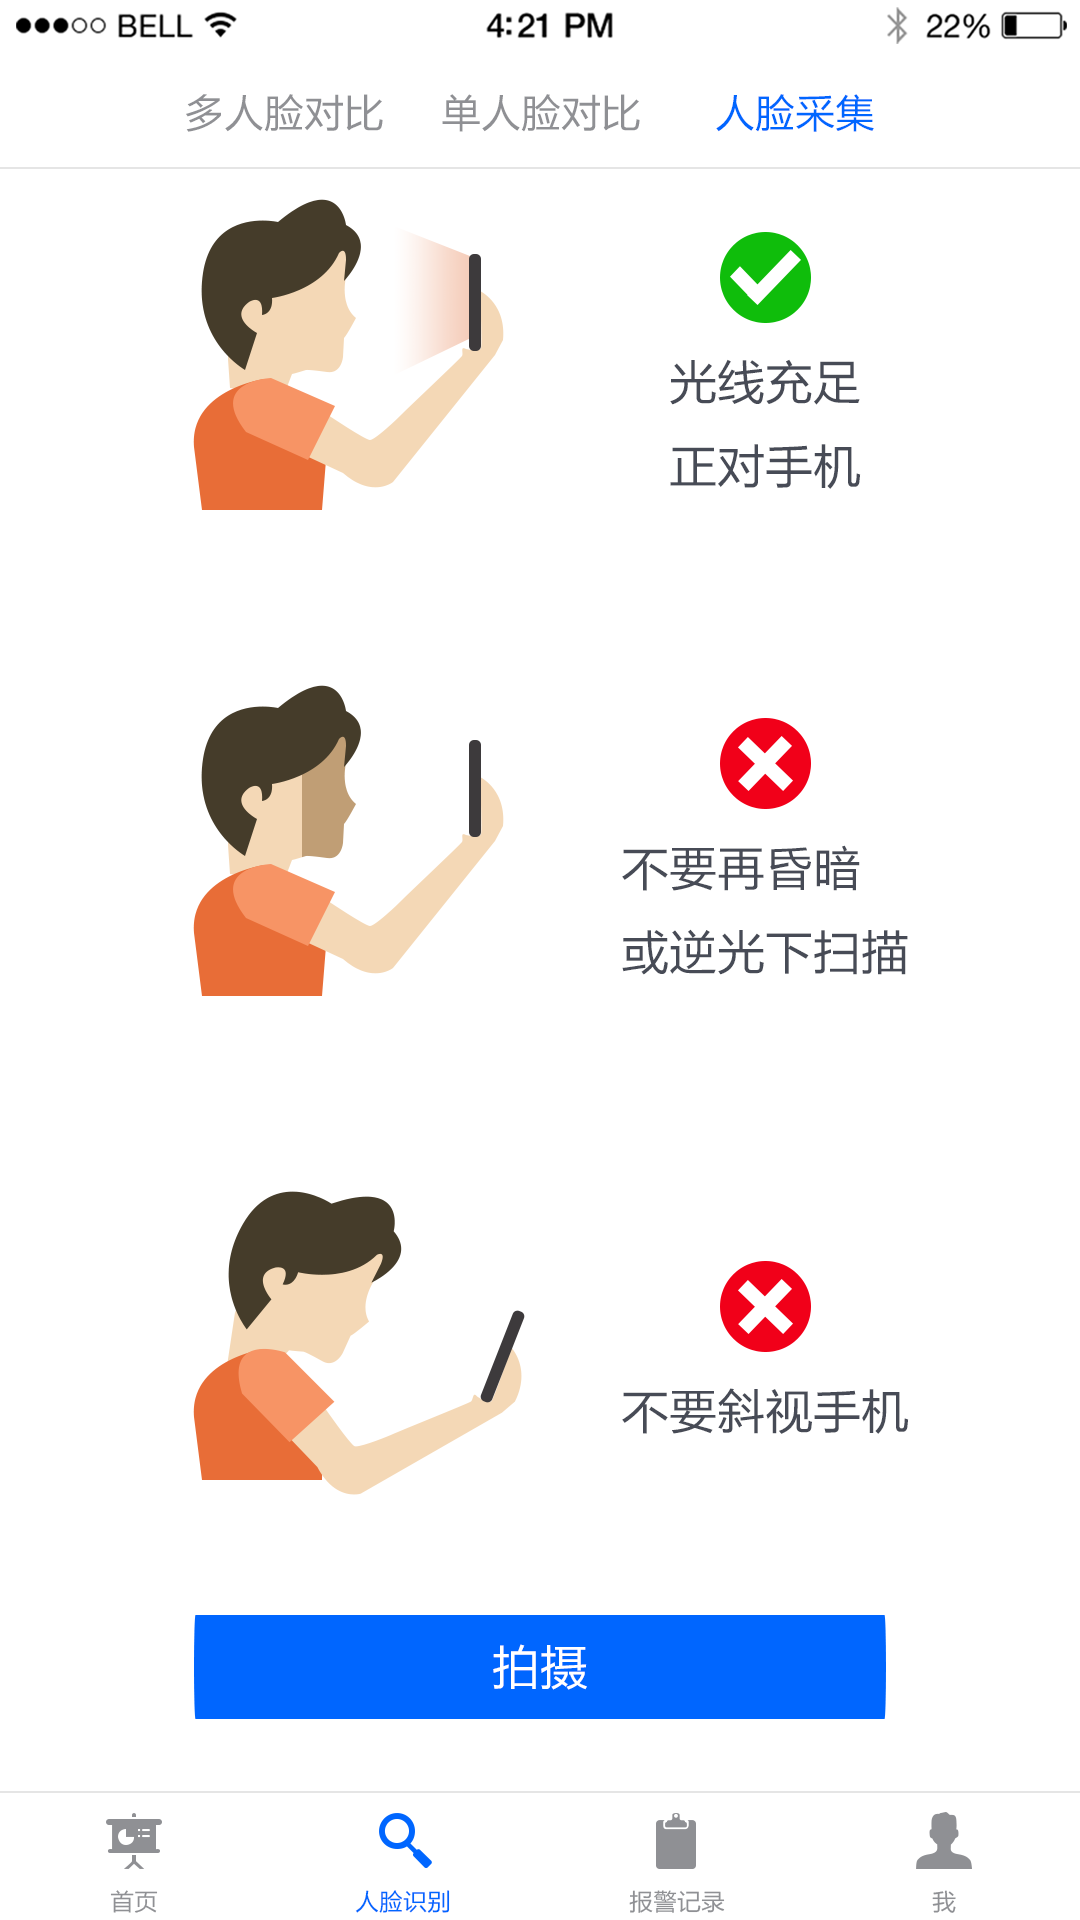 BELL 4:21 PM 22%
多人脸对比 单人脸对比 人脸采集
光线充足
正对手机
不要再昏暗
或逆光下扫描
不要斜视手机
拍摄
首页 人脸识别 报警记录 我